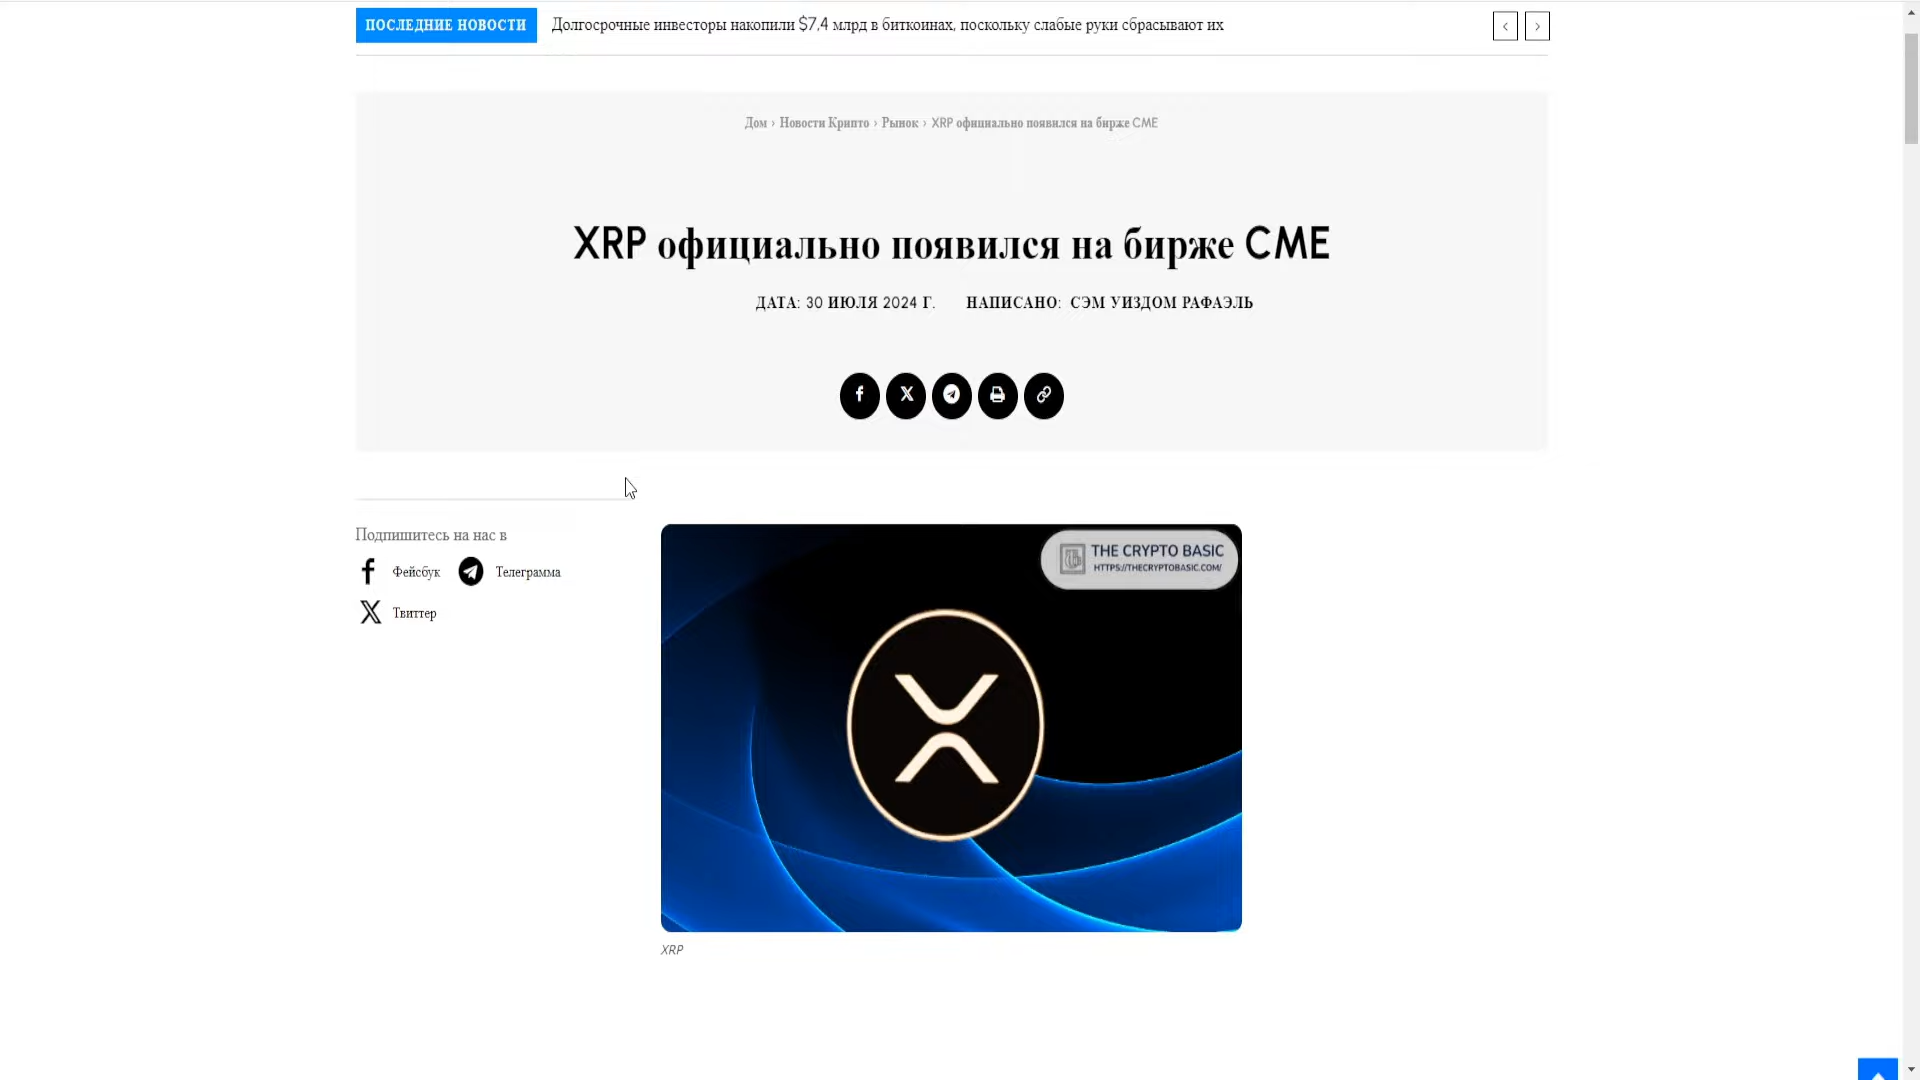 ПОСЛЕДНИЕ НОВОСТИ Долгосрочные инвесторы накопили $7,4 млрд в биткоинах, поскольку слабые руки сбрасывают их
Дом › Новости Крипто › Рынок › XRP официально появился на бирже CME
XRP официально появился на бирже CME
ДАТА: 30 ИЮЛЯ 2024 Г. НАПИСАНО: СЭМ УИЗДОМ РАФАЭЛЬ
Подпишитесь на нас в
Фейсбук Телеграмма
Твиттер
THE CRYPTO BASIC
HTTPS://THECRYPTOBASIC.COM/
XRP